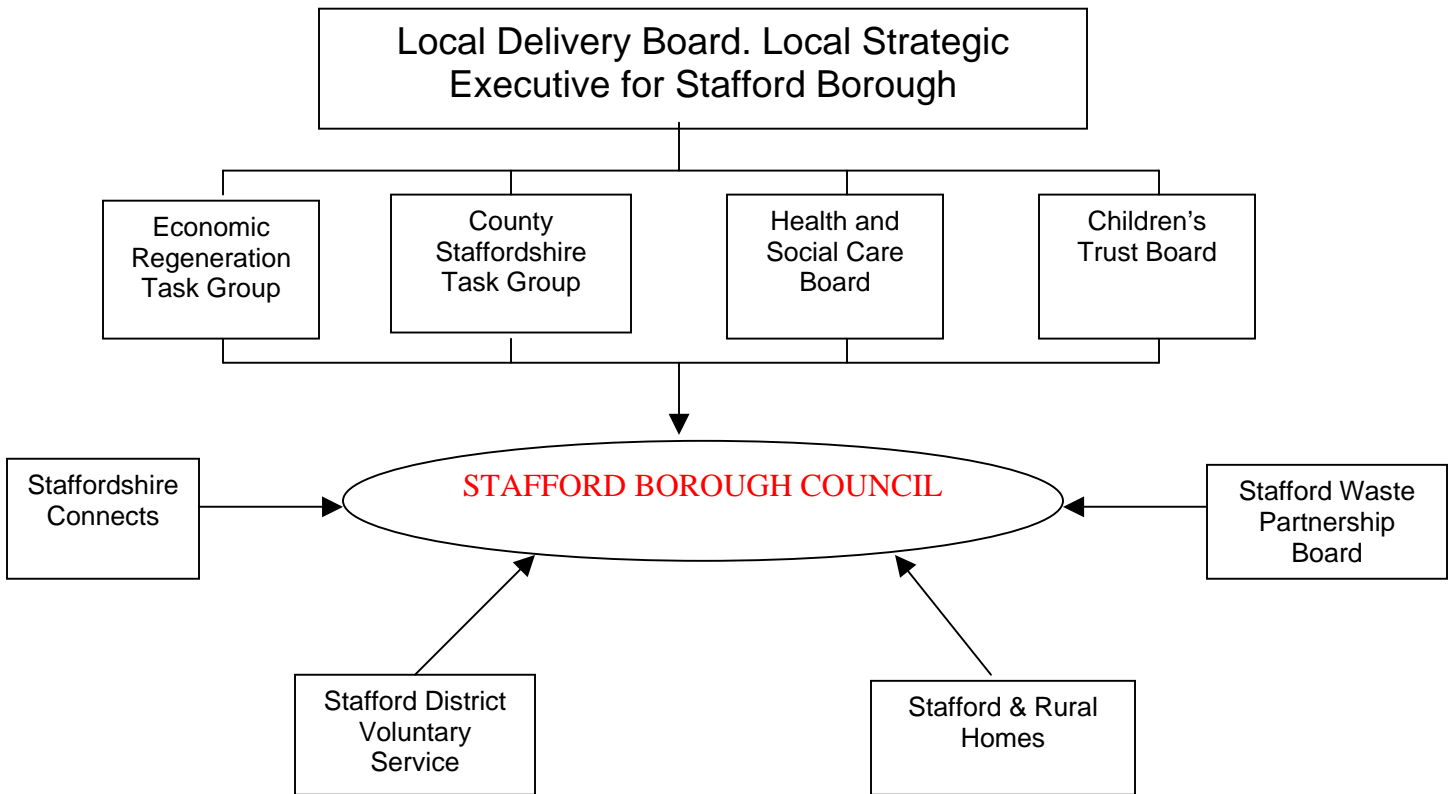 Local Delivery Board. Local Strategic
Executive for Stafford Borough
Economic
Regeneration
Task Group
County
Staffordshire
Task Group
Health and
Social Care
Board
Children’s
Trust Board
STAFFORD BOROUGH COUNCIL
Staffordshire
Connects
Stafford Waste
Partnership
Board
Stafford District
Voluntary
Service
Stafford & Rural
Homes